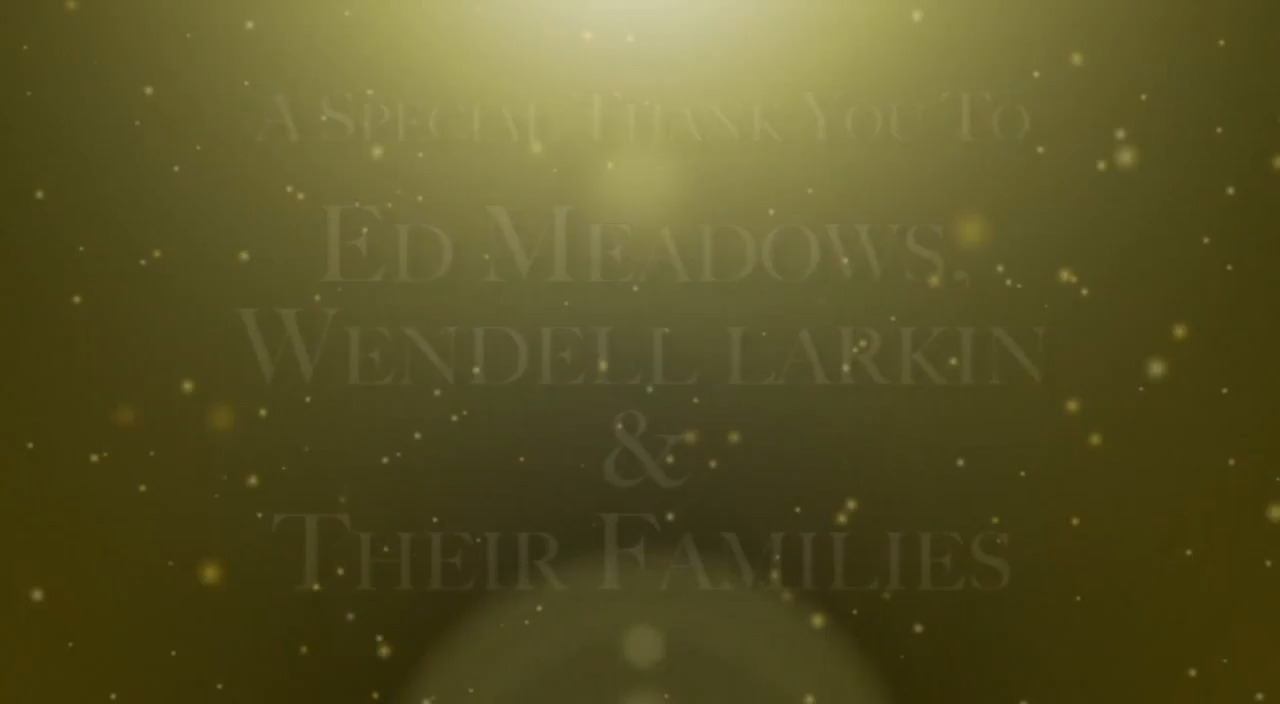 A Special Thank You To
Ed Meadows,
Wendell larkin
&
Their Families